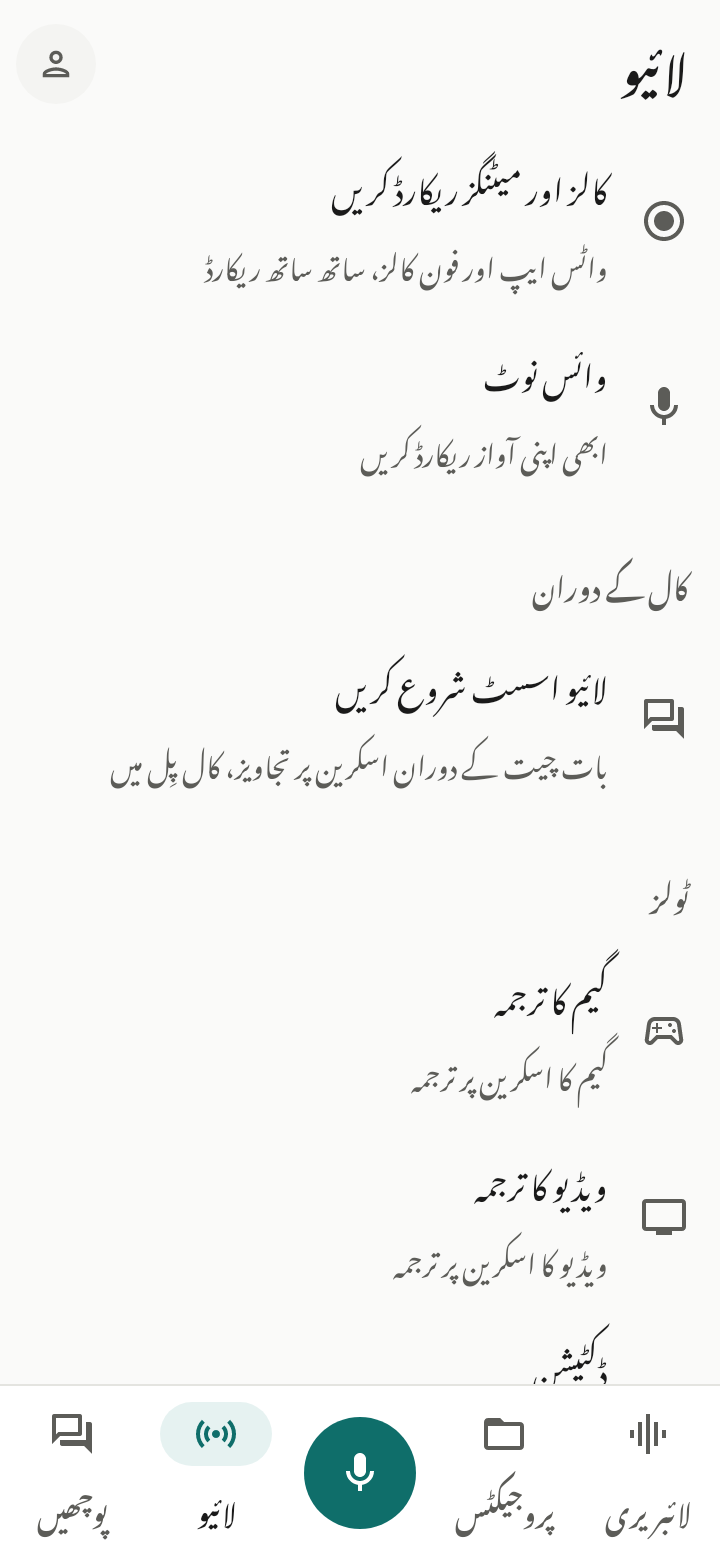 لائیو
کالز اور میٹنگز ریکارڈ کریں
واٹس ایپ اور فون کالز، ساتھ ساتھ ریکارڈ
وائس نوٹ
ابھی اپنی آواز ریکارڈ کریں
کال کے دوران
لائیو اسسٹ شروع کریں
بات چیت کے دوران اسکرین پر تجاویز، کال پِل میں
ٹولز
گیم کا ترجمہ
گیم کا اسکرین پر ترجمہ
ویڈیو کا ترجمہ
ویڈیو کا اسکرین پر ترجمہ
ڈکٹیشن
لائبریری
پروجیکٹس
لائیو
پوچھیں